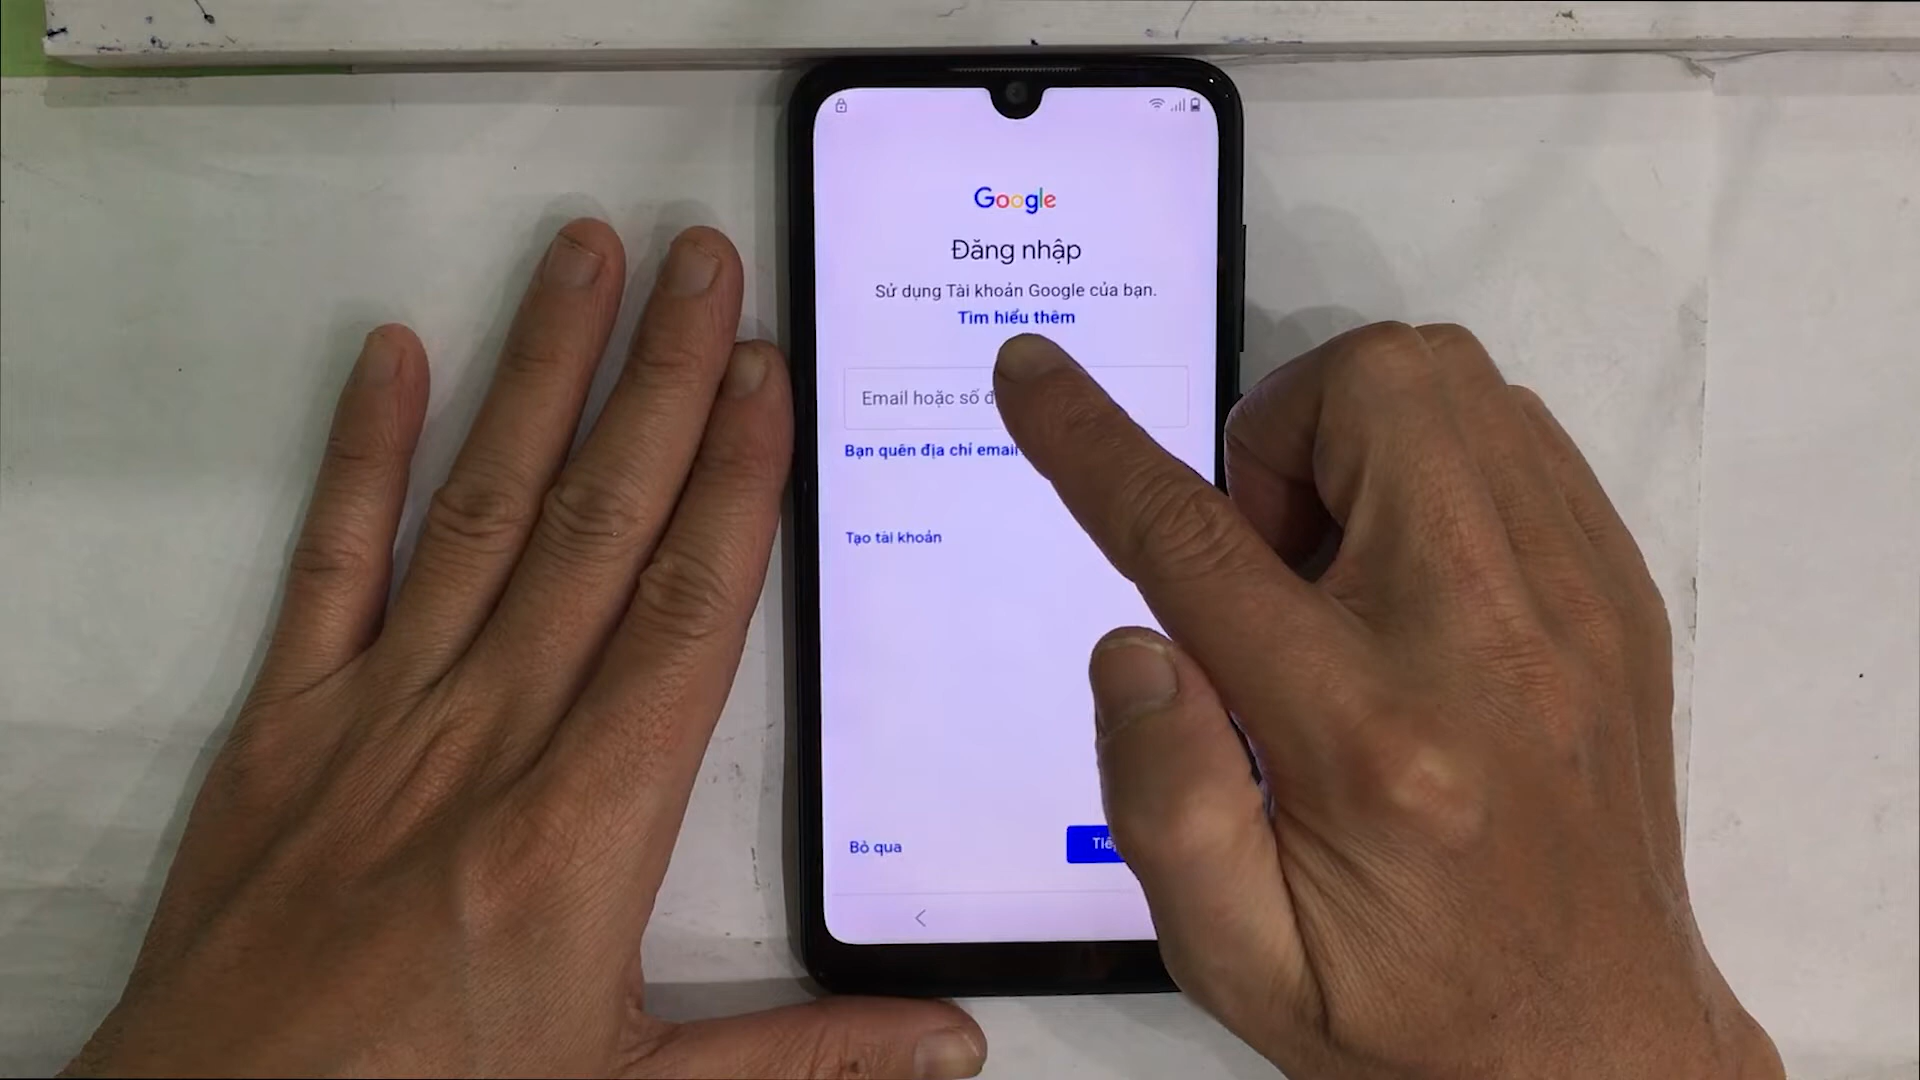 Google
Đăng nhập
Sử dụng Tài khoản Google của bạn.
Tìm hiểu thêm
Email hoặc số
Bạn quên địa chỉ email
Tạo tài khoản
Bỏ qua